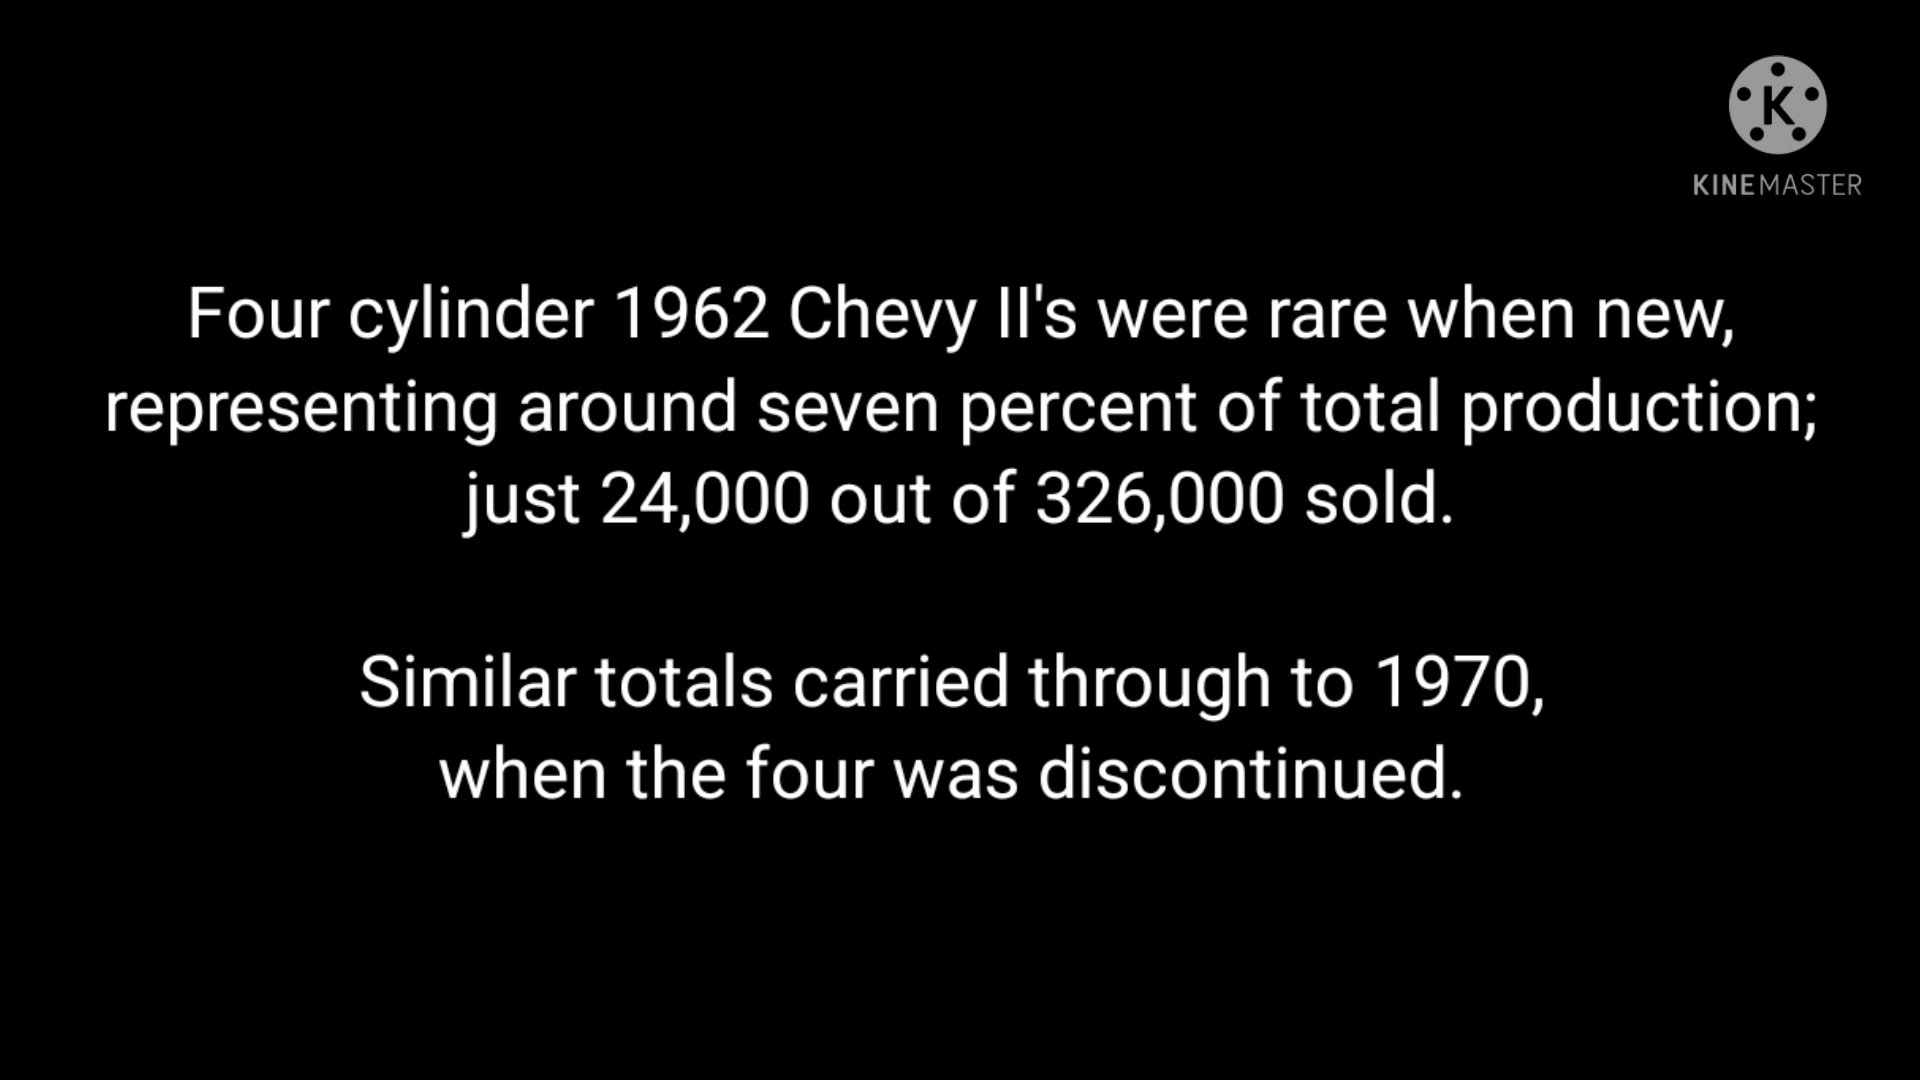 K
KINEMASTER
Four cylinder 1962 Chevy II's were rare when new,
representing around seven percent of total production;
just 24,000 out of 326,000 sold.
Similar totals carried through to 1970,
when the four was discontinued.